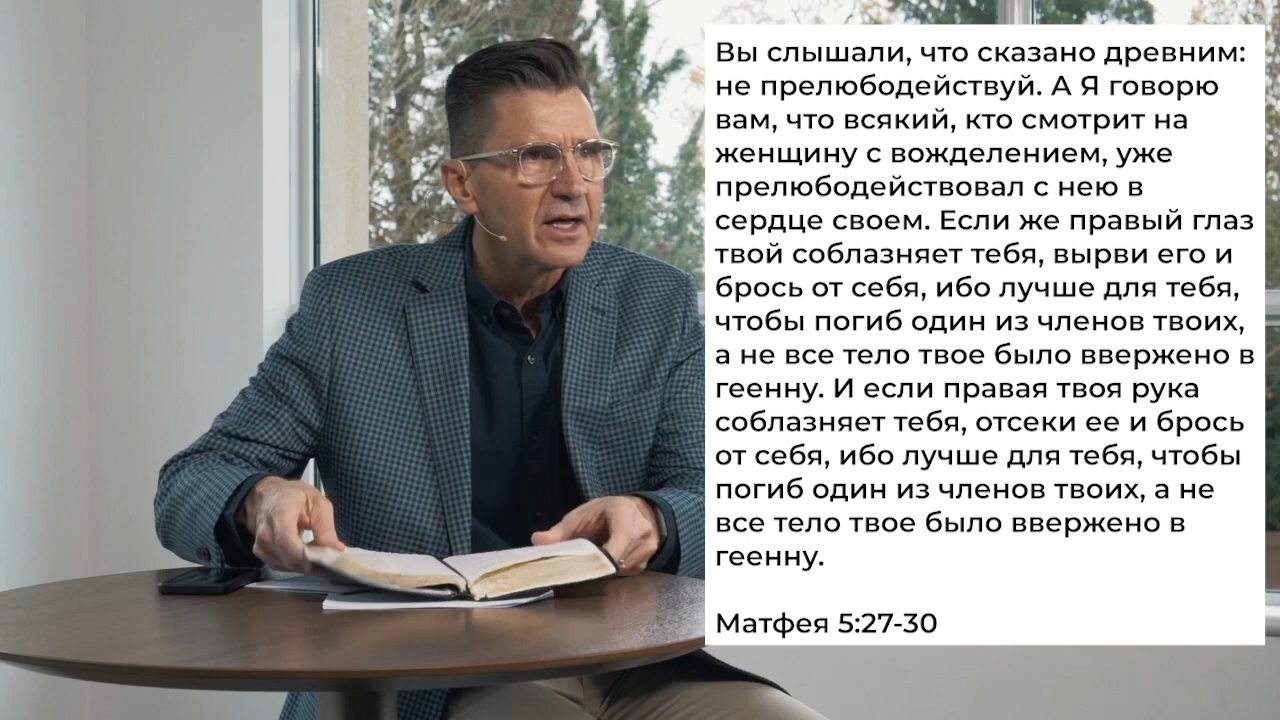 Вы слышали, что сказано древним:
не прелюбодействуй. А Я говорю
вам, что всякий, кто смотрит на
женщину с вожделением, уже
прелюбодействовал с нею в
сердце своем. Если же правый глаз
твой соблазняет тебя, вырви его и
брось от себя, ибо лучше для тебя,
чтобы погиб один из членов твоих,
а не все тело твое было ввержено в
геенну. И если правая твоя рука
соблазняет тебя, отсеки ее и брось
от себя, ибо лучше для тебя, чтобы
погиб один из членов твоих, а не
все тело твое было ввержено в
геенну.
Матфея 5:27-30